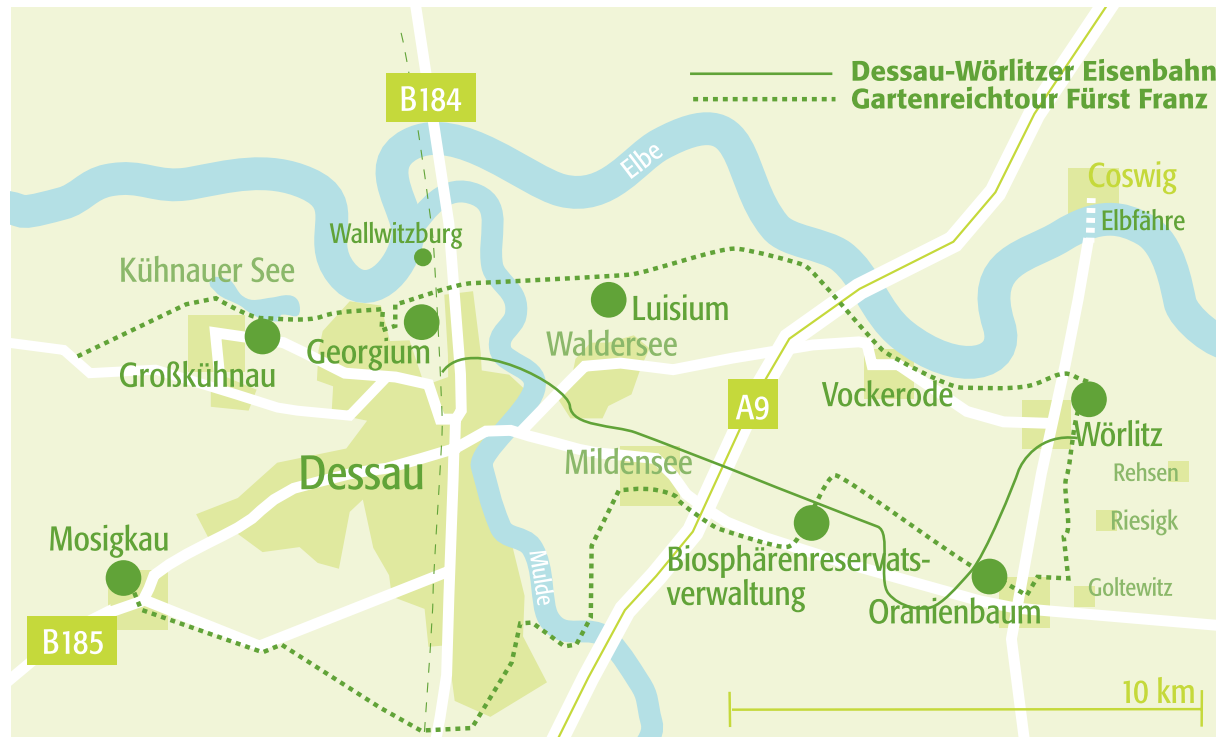 Dessau-Wörlitzer Eisenbahn
Gartenreichtour Fürst Franz
B184
Elbe
Coswig
Elbfähre
Wallwitzburg
Kühnauer See
Luisium
Georgium
Waldersee
Großkühnau
Vockerode
A9
Wörlitz
Dessau
Mildensee
Rehsen
Riesigk
Mosigkau
Mulde
Biosphärenreservats-
verwaltung
Goltewitz
Oranienbaum
B185
10 km